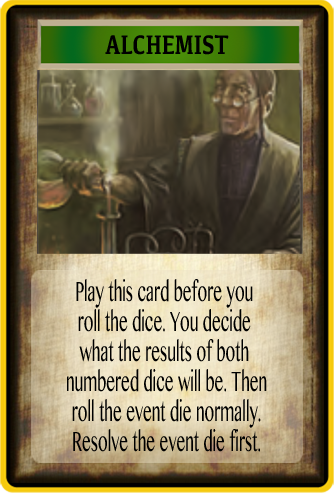 ALCHEMIST
Play this card before you
roll the dice. You decide
what the results of both
numbered dice will be. Then
roll the event die normally.
Resolve the event die first.